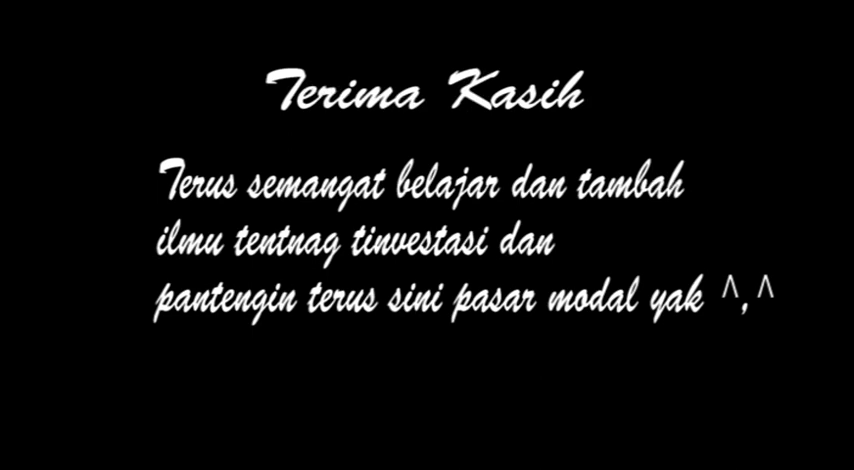 Terima Kasih
Terus semangat belajar dan tambah
ilmu tentnag tinvestasi dan
pantengin terus sini pasar modal yak ^,^